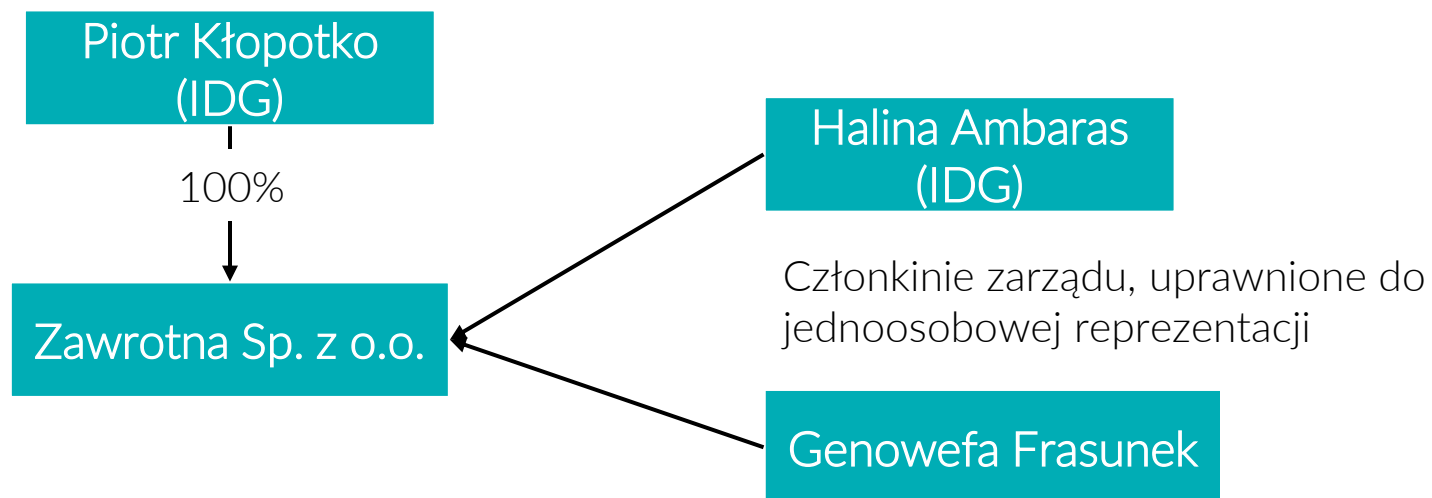 Piotr Kłopotko
(IDG)
100%
Zawrotna Sp. z o.o.
Halina Ambaras
(IDG)
Członkinie zarządu, uprawnione do
jednoosobowej reprezentacji
Genowefa Frasunek